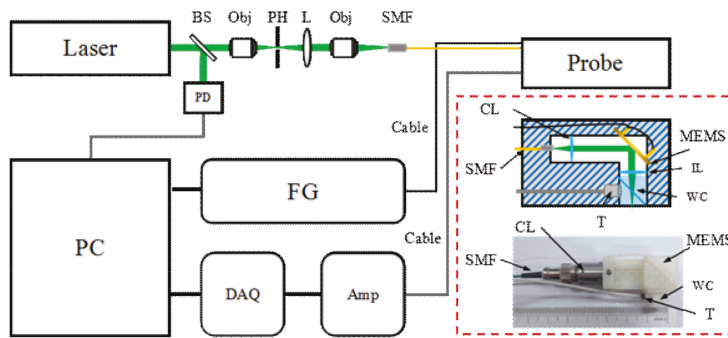 BS
Obj
PH
L
Obj
SMF
Laser
Probe
PD
CL
MEMS
Cable
SMF
IL
WC
T
FG
PC
Cable
CL
MEMS
SMF
WC
T
DAQ
Amp